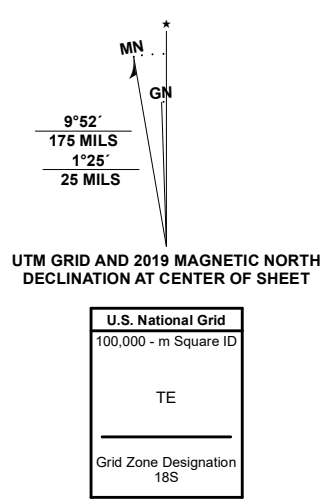 MN
GN
9°52´
175 MILS
1°25´
25 MILS
UTM GRID AND 2019 MAGNETIC NORTH
DECLINATION AT CENTER OF SHEET
U.S. National Grid
100,000 - m Square ID
TE
Grid Zone Designation
18S